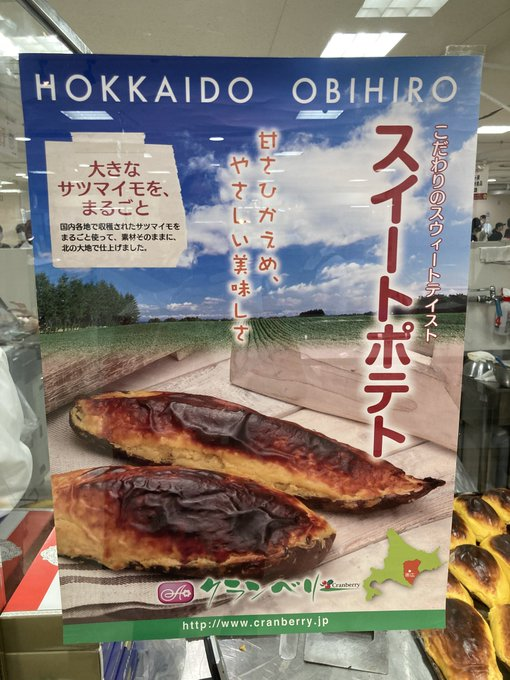 HOKKAIDO OBIHIRO
こだわりのスウィートテイスト
スイートポテト
甘さひかえめ、
やさしい美味しさ
大きな
サツマイモを、
まるごと
国内各地で収穫されたサツマイモを
まるごと使って、素材そのままに、
北の大地で仕上げました。
クランベリー
Cranberry
帯広
http://www.cranberry.jp